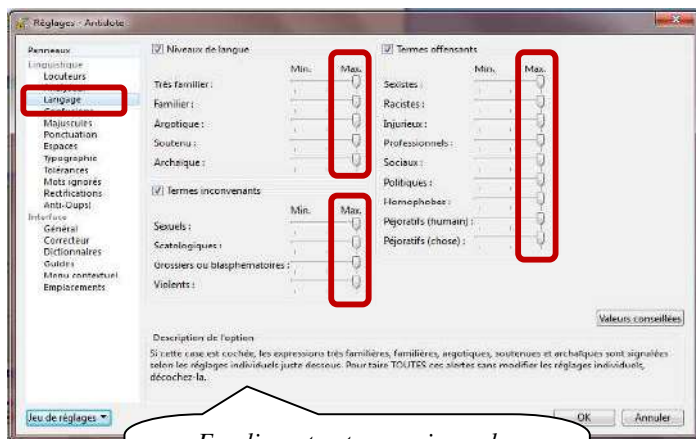 Réglages - Antidote
Panneaux
Linguistique
Locuteurs
Langage
Majuscules
Ponctuation
Espaces
Typographie
Tolérances
Mots ignorés
Rectifications
Anti-Oups!
Interface
Général
Correcteur
Dictionnaires
Guides
Menu contextuel
Emplacements
Niveaux de langue
Min. Max.
Très familier :
Familier :
Argotique :
Soutenu :
Archaïque :
Termes inconvenants
Min. Max.
Sexuels :
Scatologiques :
Grossiers ou blasphématoires :
Violents :
Termes offensants
Min. Max.
Sexistes :
Racistes :
Injurieux :
Professionnels :
Sociaux :
Politiques :
Homophobes :
Péjoratifs (humain) :
Péjoratifs (chose) :
Valeurs conseillées
Description de l'option
Si cette case est cochée, les expressions très familières, familières, argotiques, soutenues et archaïques sont signalées
selon les réglages individuels juste dessous. Pour taire TOUTES ces alertes sans modifier les réglages individuels,
décochez-la.
Jeu de réglages
OK Annuler